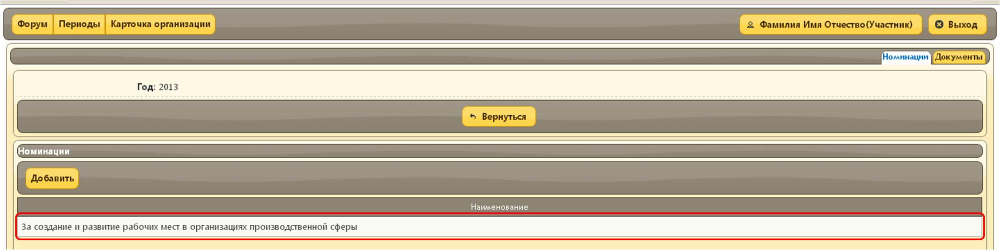 Форум Периоды Карточка организации Фамилия Имя Отчество(Участник) Выход
Номинации Документы
Год: 2013
Вернуться
Номинации
Добавить
Наименование
За создание и развитие рабочих мест в организациях производственной сферы